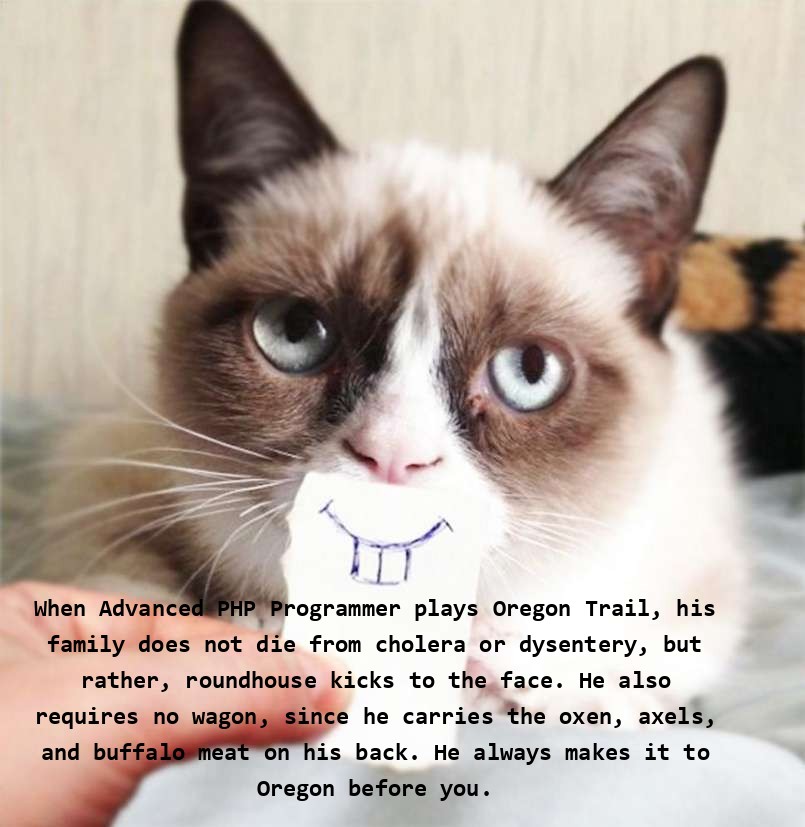 When Advanced PHP Programmer plays Oregon Trail, his
family does not die from cholera or dysentery, but
rather, roundhouse kicks to the face. He also
requires no wagon, since he carries the oxen, axels,
and buffalo meat on his back. He always makes it to
Oregon before you.